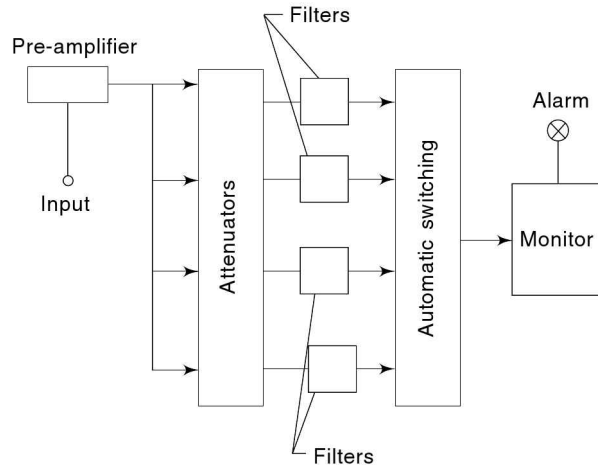 Filters
Pre-amplifier
Input
Attenuators
Automatic switching
Alarm
Monitor
Filters